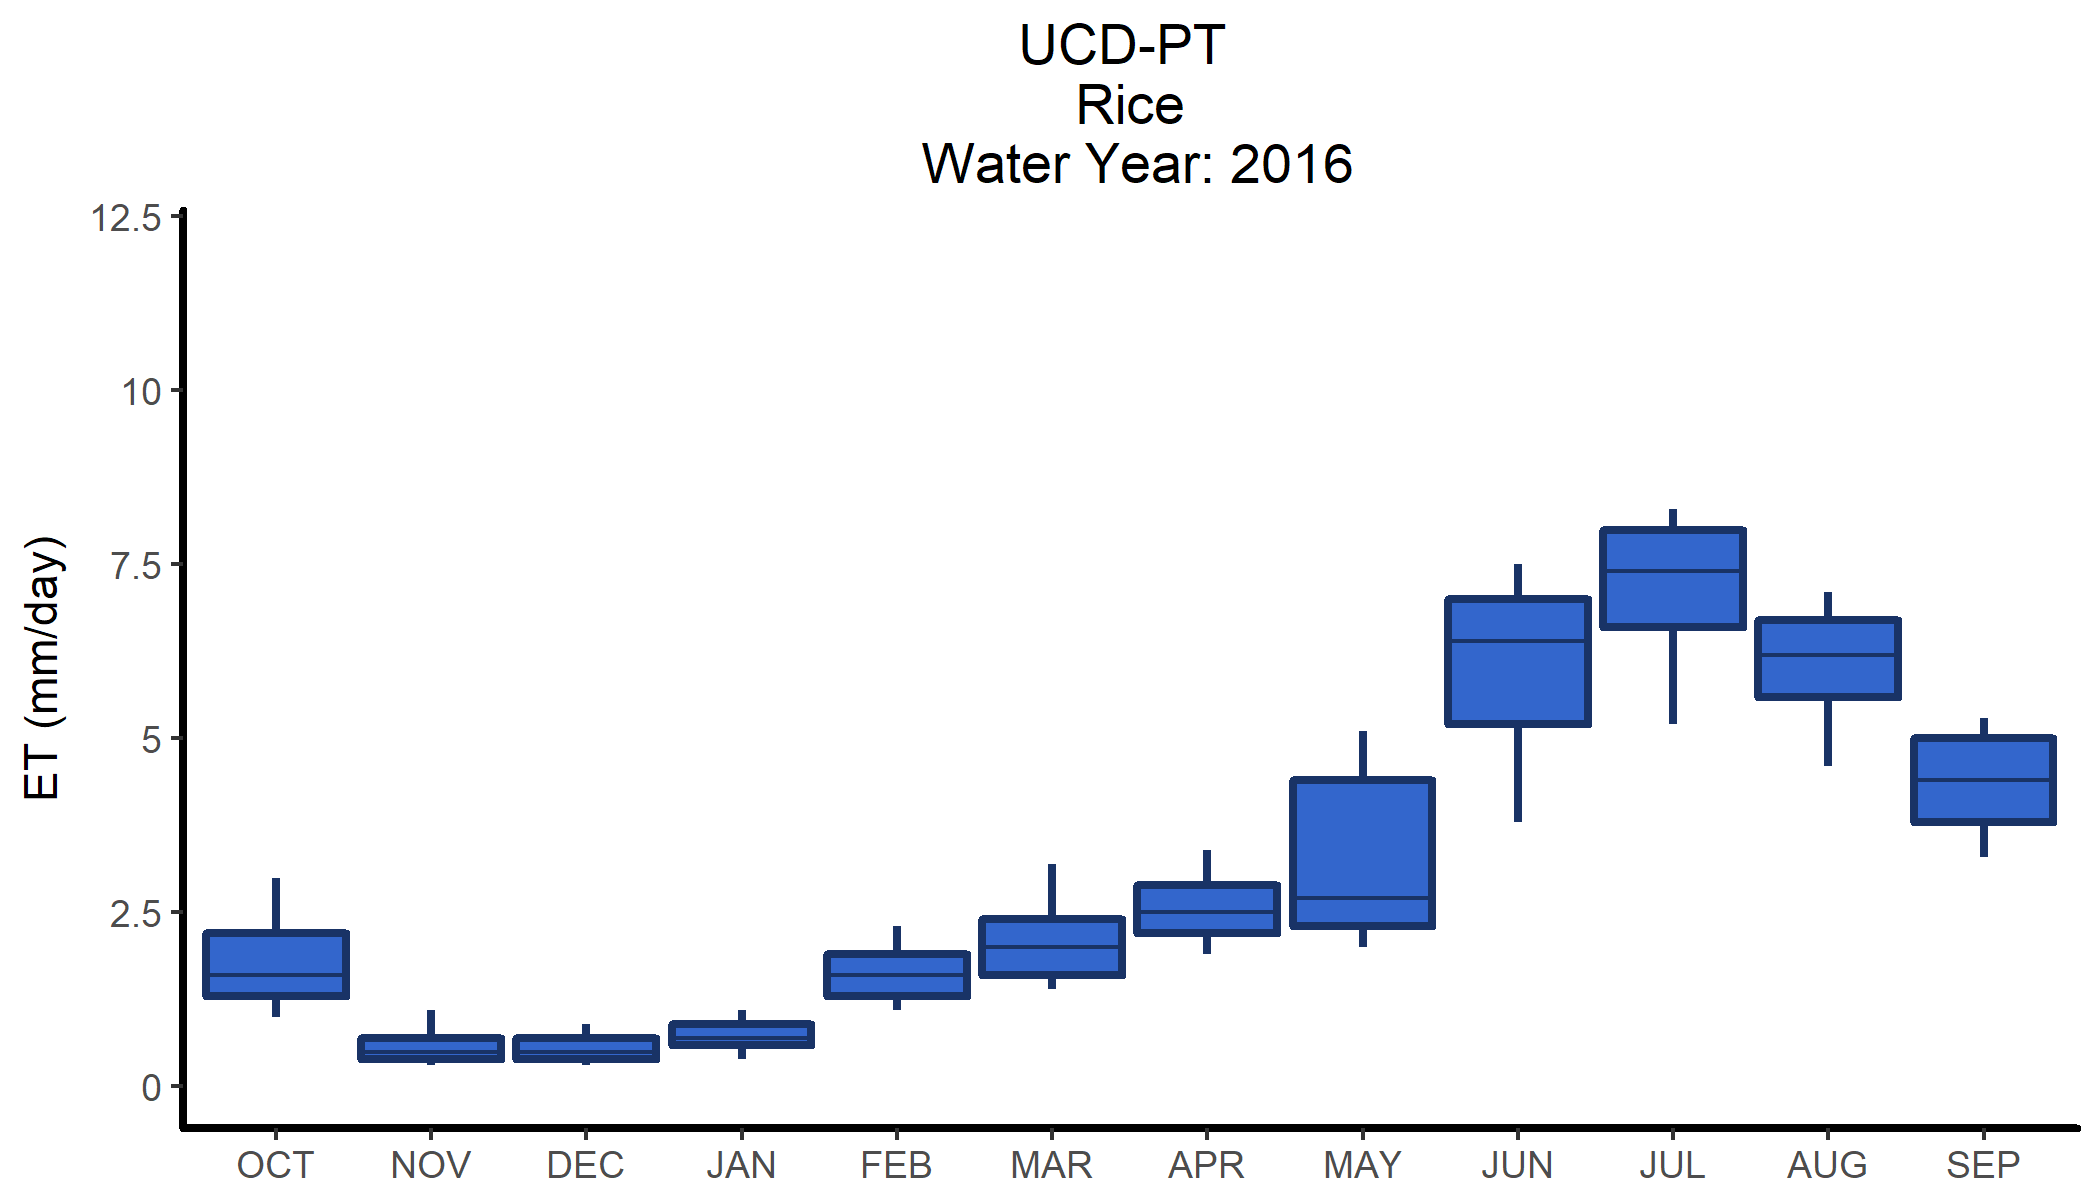 UCD-PT
Rice
Water Year: 2016
ET (mm/day)
12.5
10
7.5
5
2.5
0
OCT NOV DEC JAN FEB MAR APR MAY JUN JUL AUG SEP